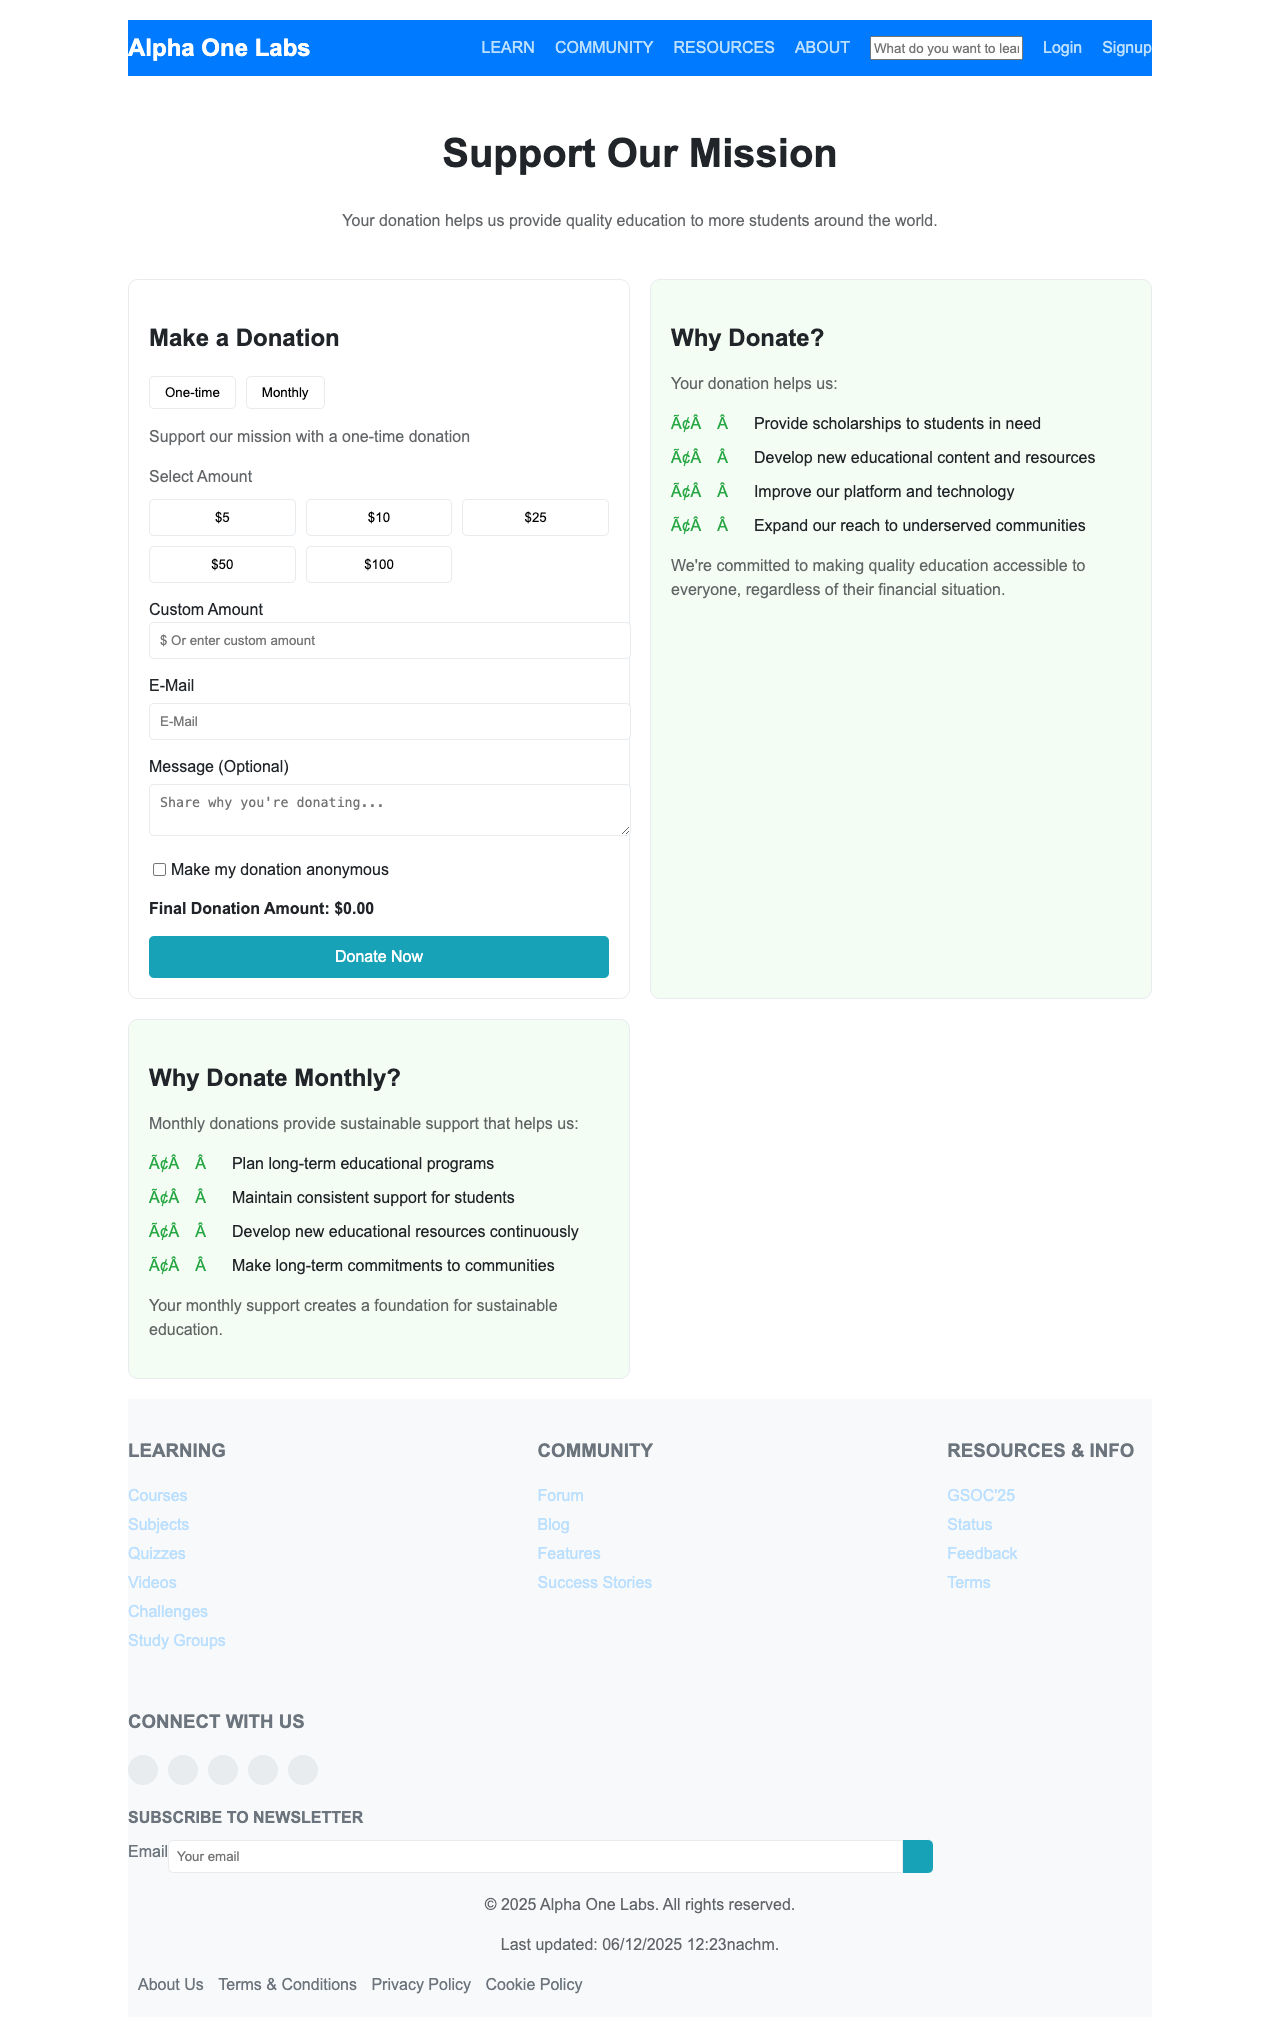 Alpha One Labs LEARN COMMUNITY RESOURCES ABOUT What do you want to lear Login Signup
Support Our Mission
Your donation helps us provide quality education to more students around the world.
Make a Donation
One-time Monthly
Support our mission with a one-time donation
Select Amount
$5 $10 $25
$50 $100
Custom Amount
$ Or enter custom amount
E-Mail
E-Mail
Message (Optional)
Share why you're donating...
Make my donation anonymous
Final Donation Amount: $0.00
Donate Now
Why Donate?
Your donation helps us:
Ã¢Â Â Provide scholarships to students in need
Ã¢Â Â Develop new educational content and resources
Ã¢Â Â Improve our platform and technology
Ã¢Â Â Expand our reach to underserved communities
We're committed to making quality education accessible to
everyone, regardless of their financial situation.
Why Donate Monthly?
Monthly donations provide sustainable support that helps us:
Ã¢Â Â Plan long-term educational programs
Ã¢Â Â Maintain consistent support for students
Ã¢Â Â Develop new educational resources continuously
Ã¢Â Â Make long-term commitments to communities
Your monthly support creates a foundation for sustainable
education.
LEARNING
Courses
Subjects
Quizzes
Videos
Challenges
Study Groups
COMMUNITY
Forum
Blog
Features
Success Stories
RESOURCES & INFO
GSOC'25
Status
Feedback
Terms
CONNECT WITH US
SUBSCRIBE TO NEWSLETTER
Email Your email
© 2025 Alpha One Labs. All rights reserved.
Last updated: 06/12/2025 12:23nachm.
About Us Terms & Conditions Privacy Policy Cookie Policy